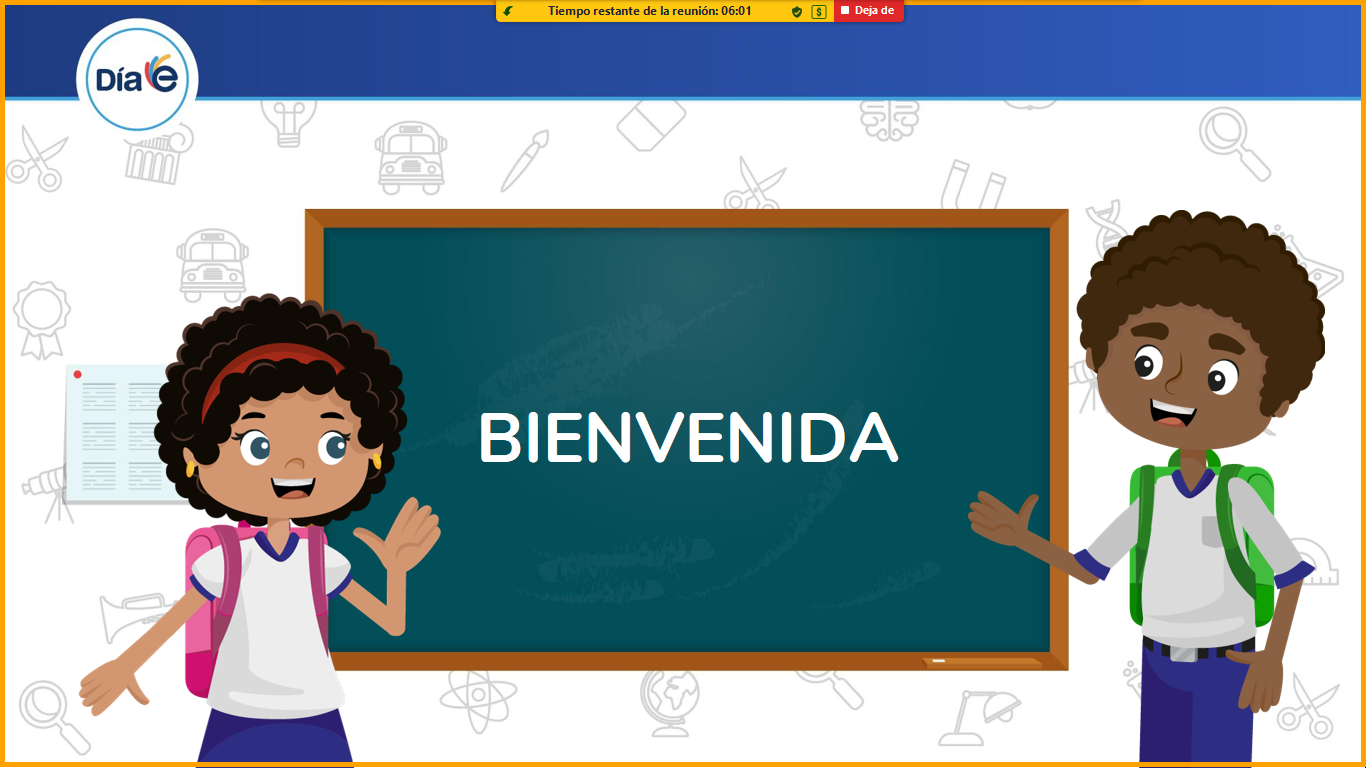 Tiempo restante de la reunión: 06:01
Deja de
Día e
BIENVENIDA